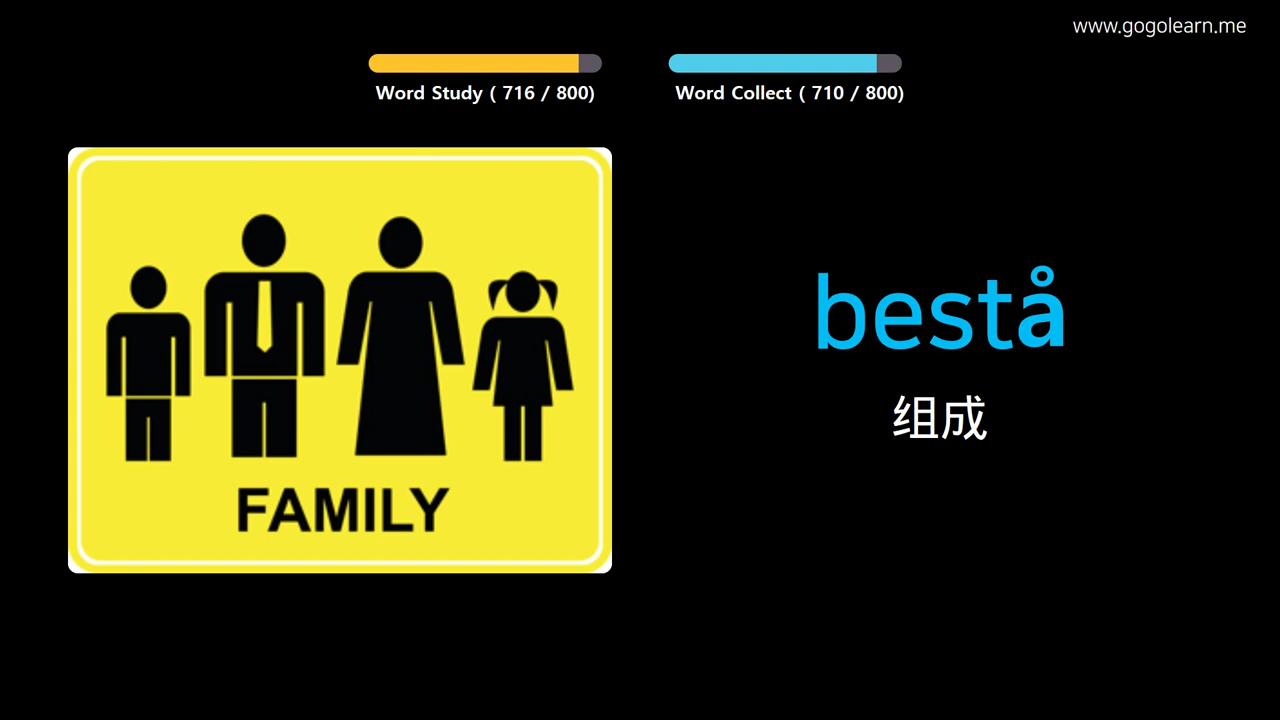 www.gogolearn.me
Word Study ( 716 / 800)
Word Collect ( 710 / 800)
FAMILY
bestå
组成